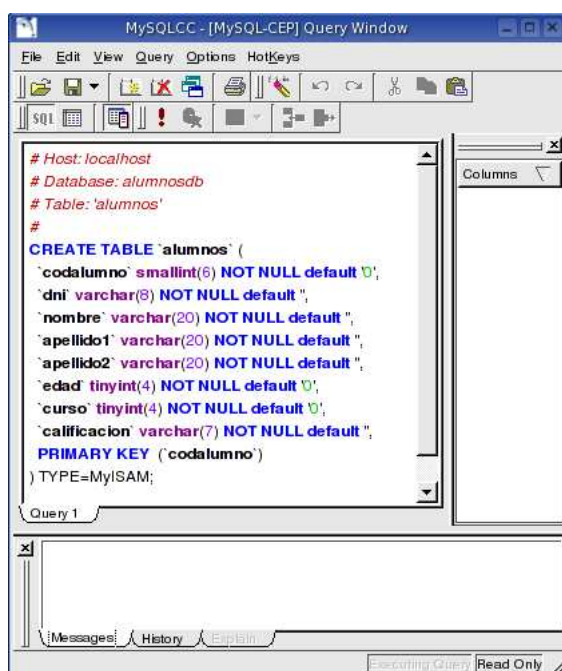 MySQLCC - [MySQL-CEP] Query Window
File Edit View Query Options HotKeys
SQL
# Host: localhost
# Database: alumnosdb
# Table: 'alumnos'
#
CREATE TABLE `alumnos` (
`codalumno` smallint(6) NOT NULL default '0',
`dni` varchar(8) NOT NULL default '',
`nombre` varchar(20) NOT NULL default '',
`apellido1` varchar(20) NOT NULL default '',
`apellido2` varchar(20) NOT NULL default '',
`edad` tinyint(4) NOT NULL default '0',
`curso` tinyint(4) NOT NULL default '0',
`calificacion` varchar(7) NOT NULL default '',
PRIMARY KEY (`codalumno`)
) TYPE=MyISAM;
Columns
Query 1
Messages History Explain
Executing Query Read Only